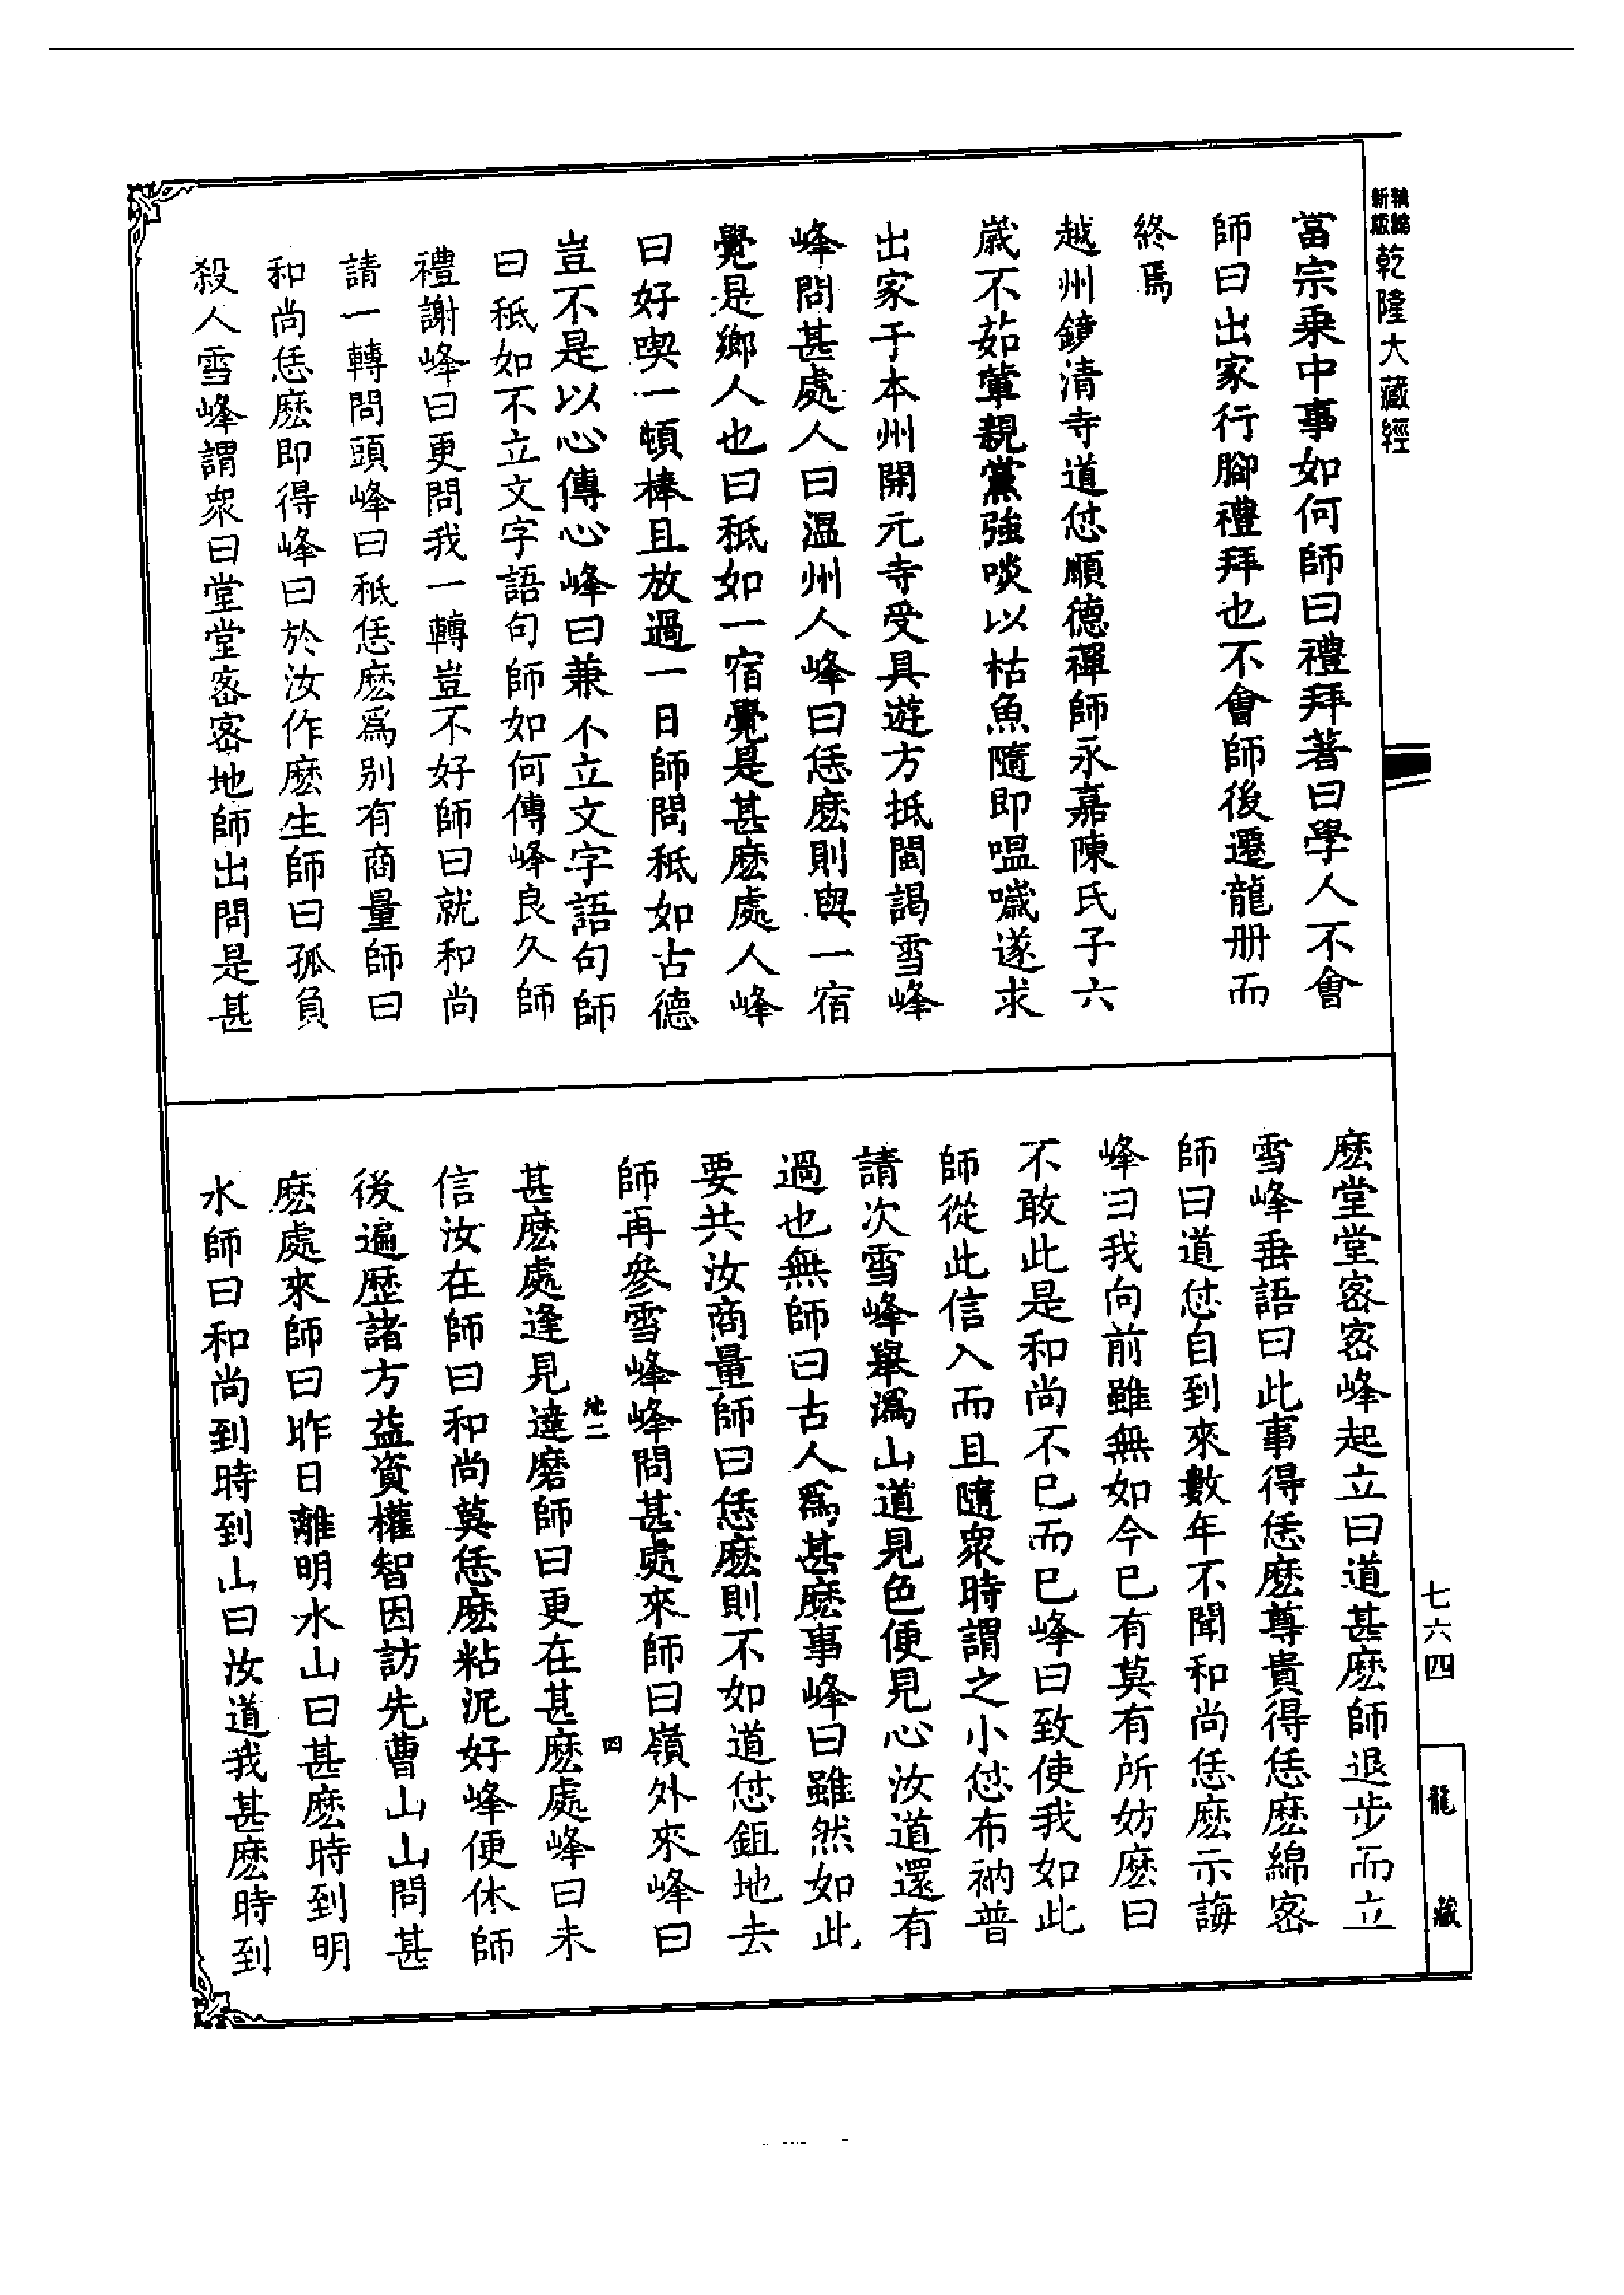 新編縮版乾隆大藏經
當宗乘中事如何師曰禮拜著曰學人不會
師曰出家行腳禮拜也不會師後遷龍册而
終焉
越州鏡清寺道怤順德禪師永嘉陳氏子六
歲不茹葷親黨強啖以枯魚隨即嗢噦遂求
出家于本州開元寺受具遊方抵閩謁雪峰
峰問甚處人曰溫州人峰曰恁麽則與一宿
覺是鄉人也曰秪如一宿覺是甚麽處人峰
曰好喫一頓棒且放過一日師問秪如古德
豈不是以心傳心峰曰兼不立文字語句師
曰秪如不立文字語句師如何傳峰良久師
禮謝峰曰更問我一轉豈不好師曰就和尚
請一轉問頭峰曰秪恁麽爲別有商量師曰
和尚恁麽即得峰曰於汝作麽生師曰孤負
殺人雪峰謂衆曰堂堂密密地師出問是甚
麽堂堂密密峰起立曰道甚麽師退步而立
雪峰垂語曰此事得恁麽尊貴得恁麽綿密
師曰道怤自到來數年不聞和尚恁麽示誨
峰曰我向前雖無如今已有莫有所妨麽曰
不敢此是和尚不已而已峰曰致使我如此
師從此信入而且隨衆時謂之小怤布衲普
請次雪峰舉溈山道見色便見心汝道還有
過也無師曰古人爲甚麽事峰曰雖然如此
要共汝商量師曰恁麽則不如道怤鉏地去
師再參雪峰峰問甚處來師曰嶺外來峰曰
甚麽處逢見達磨師曰更在甚麽處峰曰未
信汝在師曰和尚莫恁麽粘泥好峰便休師
後遍歷諸方益資權智因訪先曹山山問甚
麽處來師曰昨日離明水山曰甚麽時到明
水師曰和尚到時到山曰汝道我甚麽時到
四
七六四
龍藏